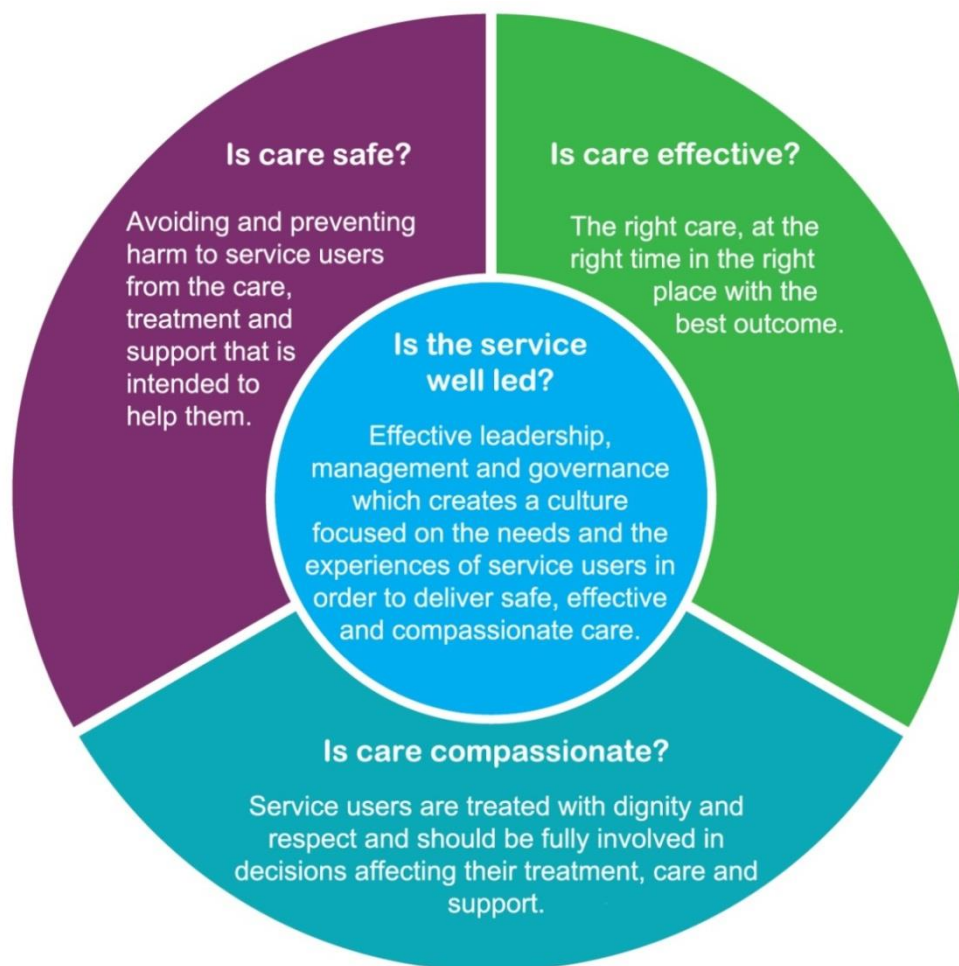 Is care safe?
Avoiding and preventing
harm to service users
from the care,
treatment and
support that is
intended to
help them.
Is care effective?
The right care, at the
right time in the right
place with the
best outcome.
Is the service
well led?
Effective leadership,
management and governance
which creates a culture
focused on the needs and the
experiences of service users in
order to deliver safe, effective
and compassionate care.
Is care compassionate?
Service users are treated with dignity and
respect and should be fully involved in
decisions affecting their treatment, care and
support.